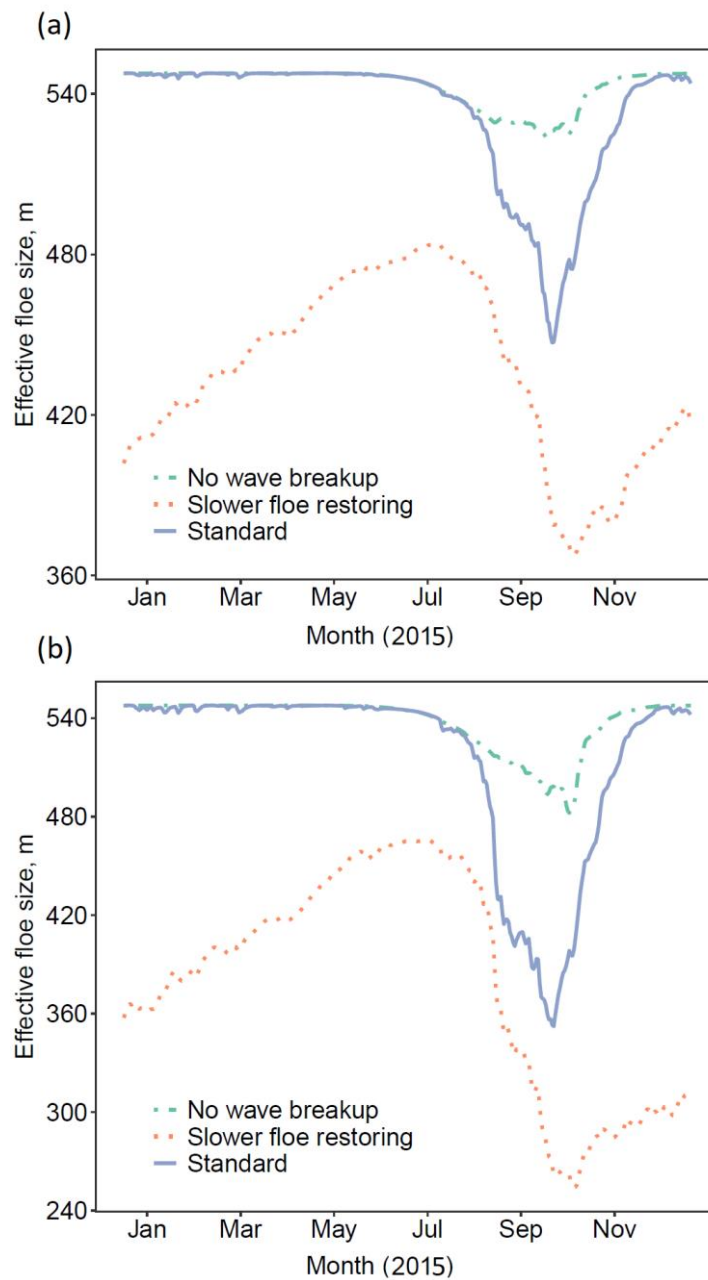 (a)
Effective floe size, m
540
480
420
360
No wave breakup
Slower floe restoring
Standard
Jan Mar May Jul Sep Nov
Month (2015)
(b)
Effective floe size, m
540
480
420
360
300
240
No wave breakup
Slower floe restoring
Standard
Jan Mar May Jul Sep Nov
Month (2015)